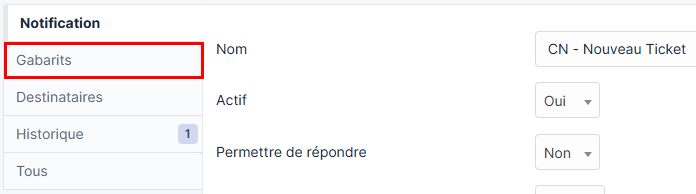 Notification
Gabarits
Destinataires
Historique 1
Tous
Nom CN - Nouveau Ticket
Actif Oui
Permettre de répondre Non